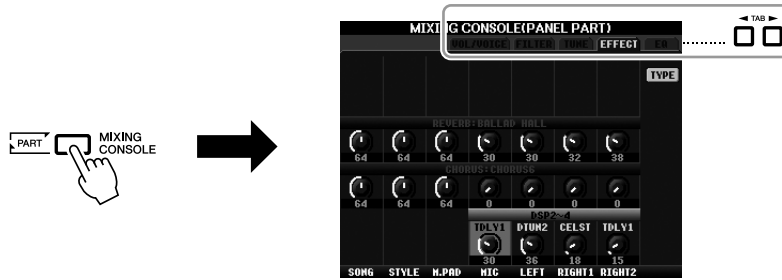 ◄ TAB ►
MIXING CONSOLE(PANEL PART)
VOL/VOICE FILTER TUNE EFFECT EQ
TYPE
PART
MIXING
CONSOLE
REVERB:BALLAD HALL
64 64 64 30 30 32 38
CHORUS:CHORUS6
64 64 64 0 0 0 0
DSP2~4
TDLY1 DTUN2 CELST TDLY1
30 36 18 15
SONG STYLE M.PAD MIC LEFT RIGHT1 RIGHT2